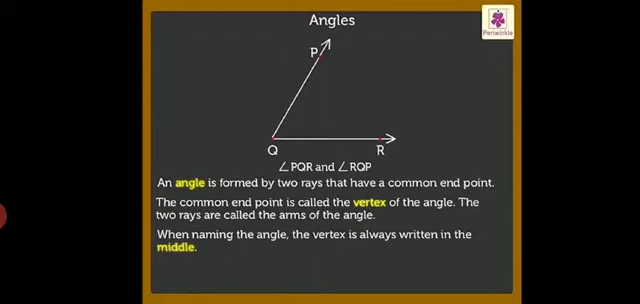 Angles
Periwinkle
P
Q
R
∠PQR and ∠RQP
An angle is formed by two rays that have a common end point.
The common end point is called the vertex of the angle. The
two rays are called the arms of the angle.
When naming the angle, the vertex is always written in the
middle.